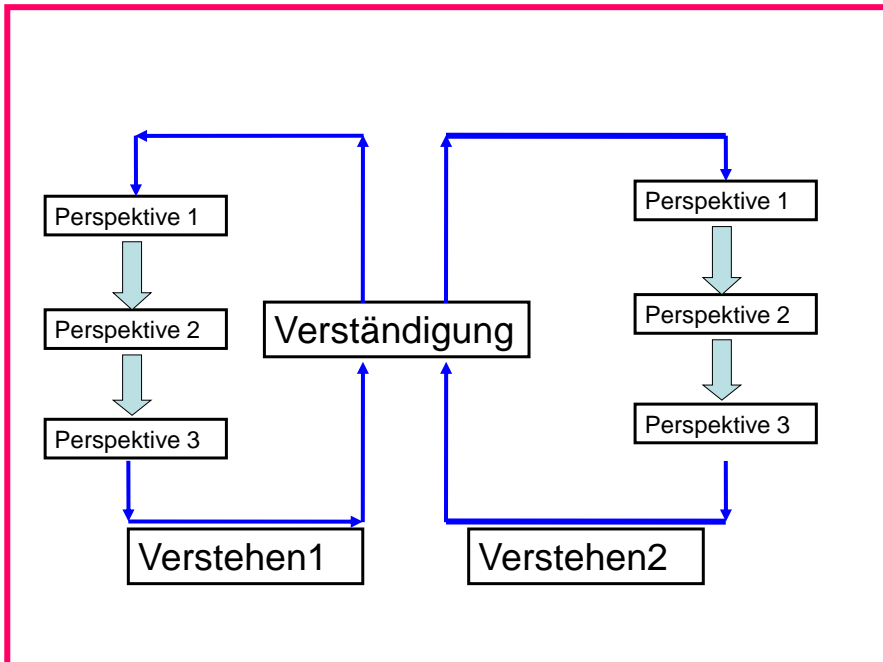 Perspektive 1
Perspektive 2
Perspektive 3
Verständigung
Perspektive 1
Perspektive 2
Perspektive 3
Verstehen1
Verstehen2